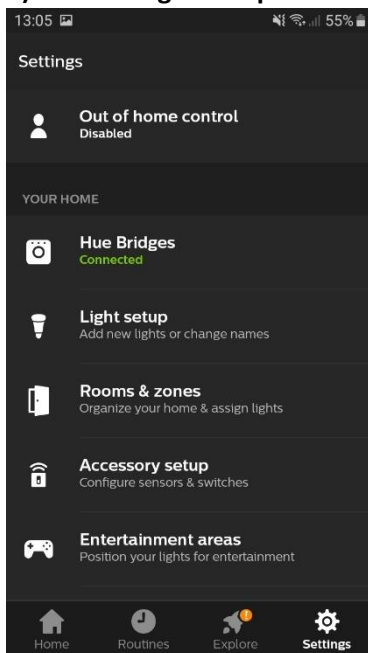 13:05
55%
Settings
Out of home control
Disabled
YOUR HOME
Hue Bridges
Connected
Light setup
Add new lights or change names
Rooms & zones
Organize your home & assign lights
Accessory setup
Configure sensors & switches
Entertainment areas
Position your lights for entertainment
Home Routines Explore Settings